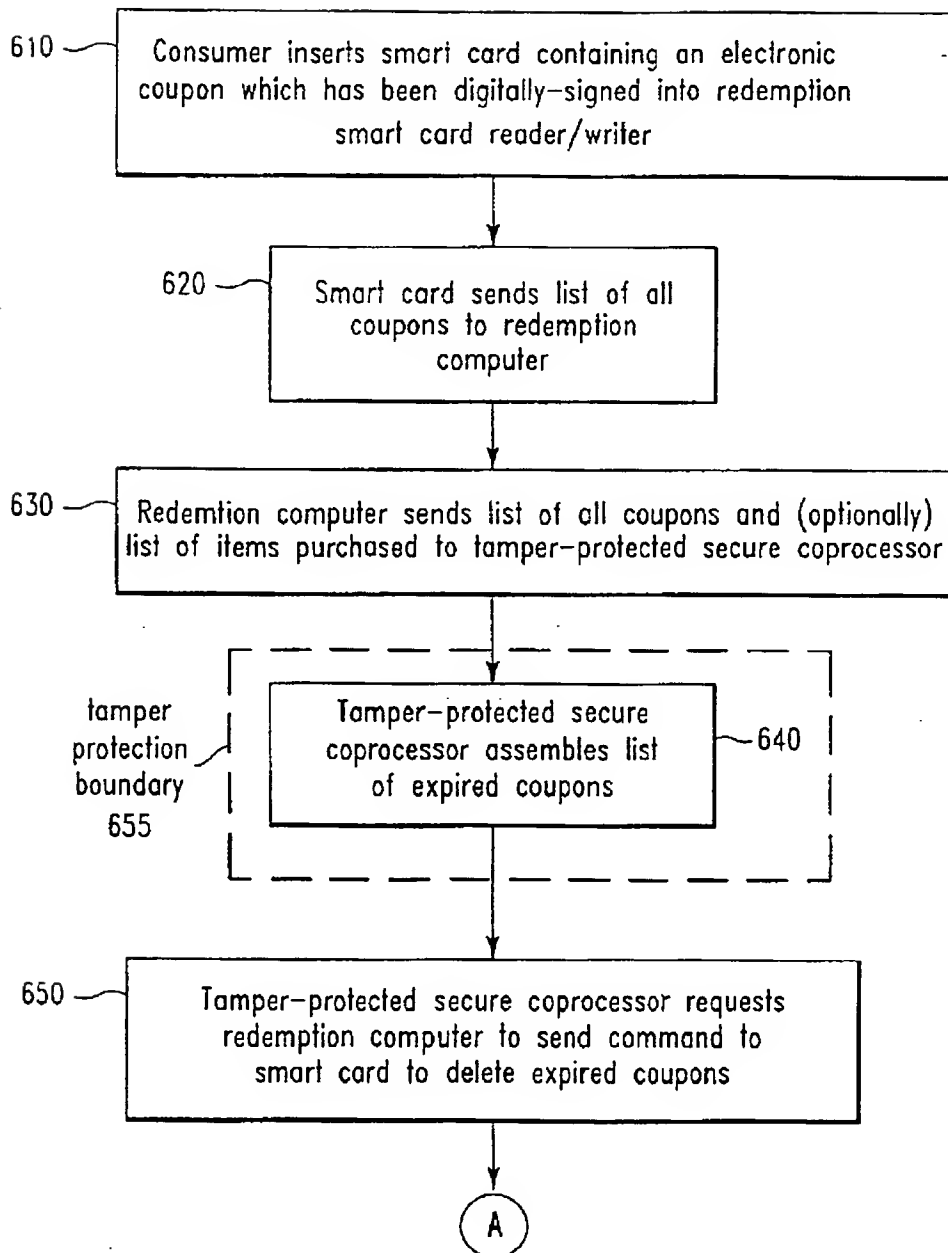 610
Consumer inserts smart card containing an electronic
coupon which has been digitally-signed into redemption
smart card reader/writer
620
Smart card sends list of all
coupons to redemption
computer
630
Redemtion computer sends list of all coupons and (optionally)
list of items purchased to tamper-protected secure coprocessor
tamper
protection
boundary
655
Tamper-protected secure
coprocessor assembles list
of expired coupons
640
650
Tamper-protected secure coprocessor requests
redemption computer to send command to
smart card to delete expired coupons
A